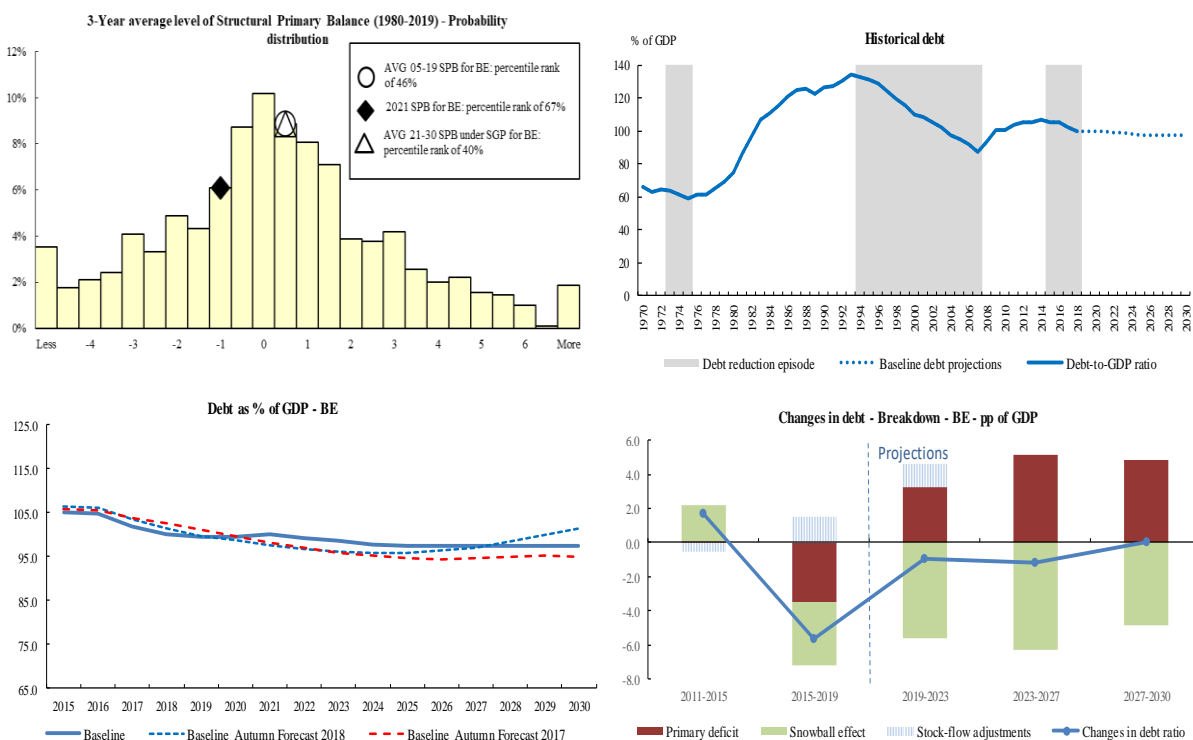 3-Year average level of Structural Primary Balance (1980-2019) - Probability
distribution
12%
10%
8%
6%
4%
2%
0%
AVG 05-19 SPB for BE: percentile rank
of 46%
2021 SPB for BE: percentile rank of 67%
AVG 21-30 SPB under SGP for BE:
percentile rank of 40%
Less -4 -3 -2 -1 0 1 2 3 4 5 6 More
Historical debt
% of GDP
140
120
100
80
60
40
20
0
1970 1972 1974 1976 1978 1980 1982 1984 1986 1988 1990 1992 1994 1996 1998 2000 2002 2004 2006 2008 2010 2012 2014 2016 2018 2020 2022 2024 2026 2028 2030
Debt reduction episode Baseline debt projections Debt-to-GDP ratio
Debt as % of GDP - BE
125.0
115.0
105.0
95.0
85.0
75.0
65.0
2015 2016 2017 2018 2019 2020 2021 2022 2023 2024 2025 2026 2027 2028 2029 2030
Baseline Baseline Autumn Forecast 2018 Baseline Autumn Forecast 2017
Changes in debt - Breakdown - BE - pp of GDP
6.0
4.0
2.0
0.0
-2.0
-4.0
-6.0
-8.0
Projections
2011-2015 2015-2019 2019-2023 2023-2027 2027-2030
Primary deficit Snowball effect Stock-flow adjustments Changes in debt ratio